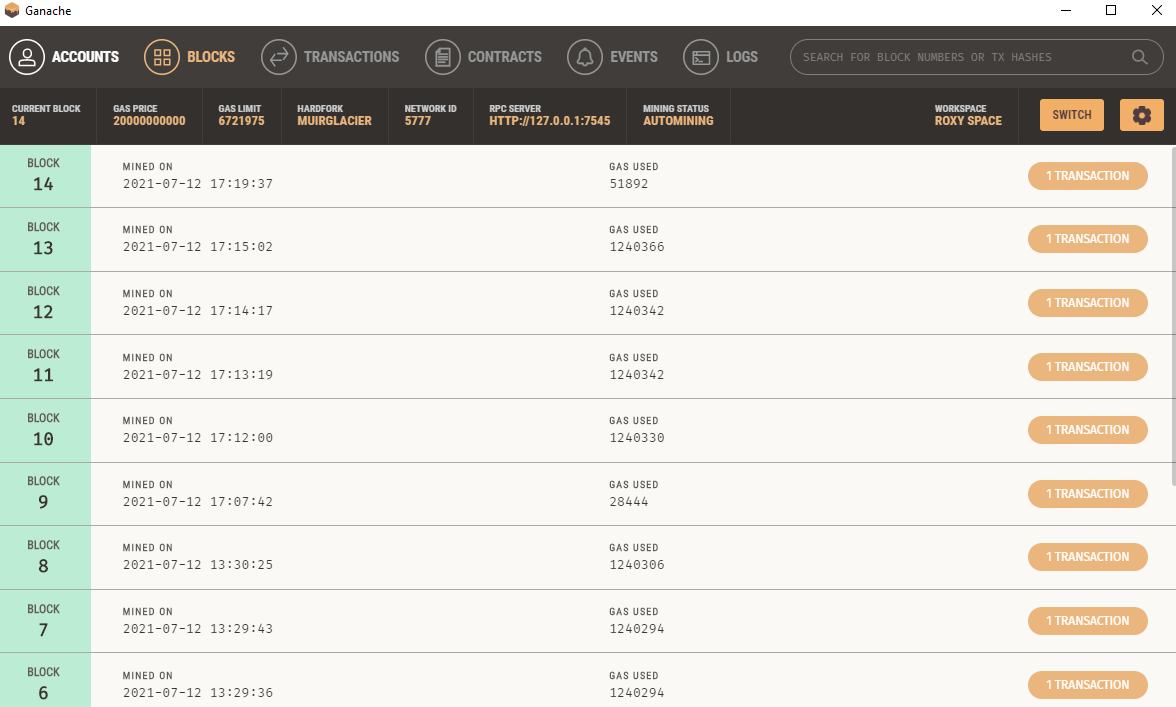 Ganache
ACCOUNTS BLOCKS TRANSACTIONS CONTRACTS EVENTS LOGS SEARCH FOR BLOCK NUMBERS OR TX HASHES
CURRENT BLOCK GAS PRICE GAS LIMIT HARDFORK NETWORK ID RPC SERVER MINING STATUS WORKSPACE
14 20000000000 6721975 MUIRGLACIER 5777 HTTP://127.0.0.1:7545 AUTOMINING ROXY SPACE SWITCH
BLOCK MINED ON GAS USED
14 2021-07-12 17:19:37 51892 1 TRANSACTION
BLOCK MINED ON GAS USED
13 2021-07-12 17:15:02 1240366 1 TRANSACTION
BLOCK MINED ON GAS USED
12 2021-07-12 17:14:17 1240342 1 TRANSACTION
BLOCK MINED ON GAS USED
11 2021-07-12 17:13:19 1240342 1 TRANSACTION
BLOCK MINED ON GAS USED
10 2021-07-12 17:12:00 1240330 1 TRANSACTION
BLOCK MINED ON GAS USED
9 2021-07-12 17:07:42 28444 1 TRANSACTION
BLOCK MINED ON GAS USED
8 2021-07-12 13:30:25 1240306 1 TRANSACTION
BLOCK MINED ON GAS USED
7 2021-07-12 13:29:43 1240294 1 TRANSACTION
BLOCK MINED ON GAS USED
6 2021-07-12 13:29:36 1240294 1 TRANSACTION